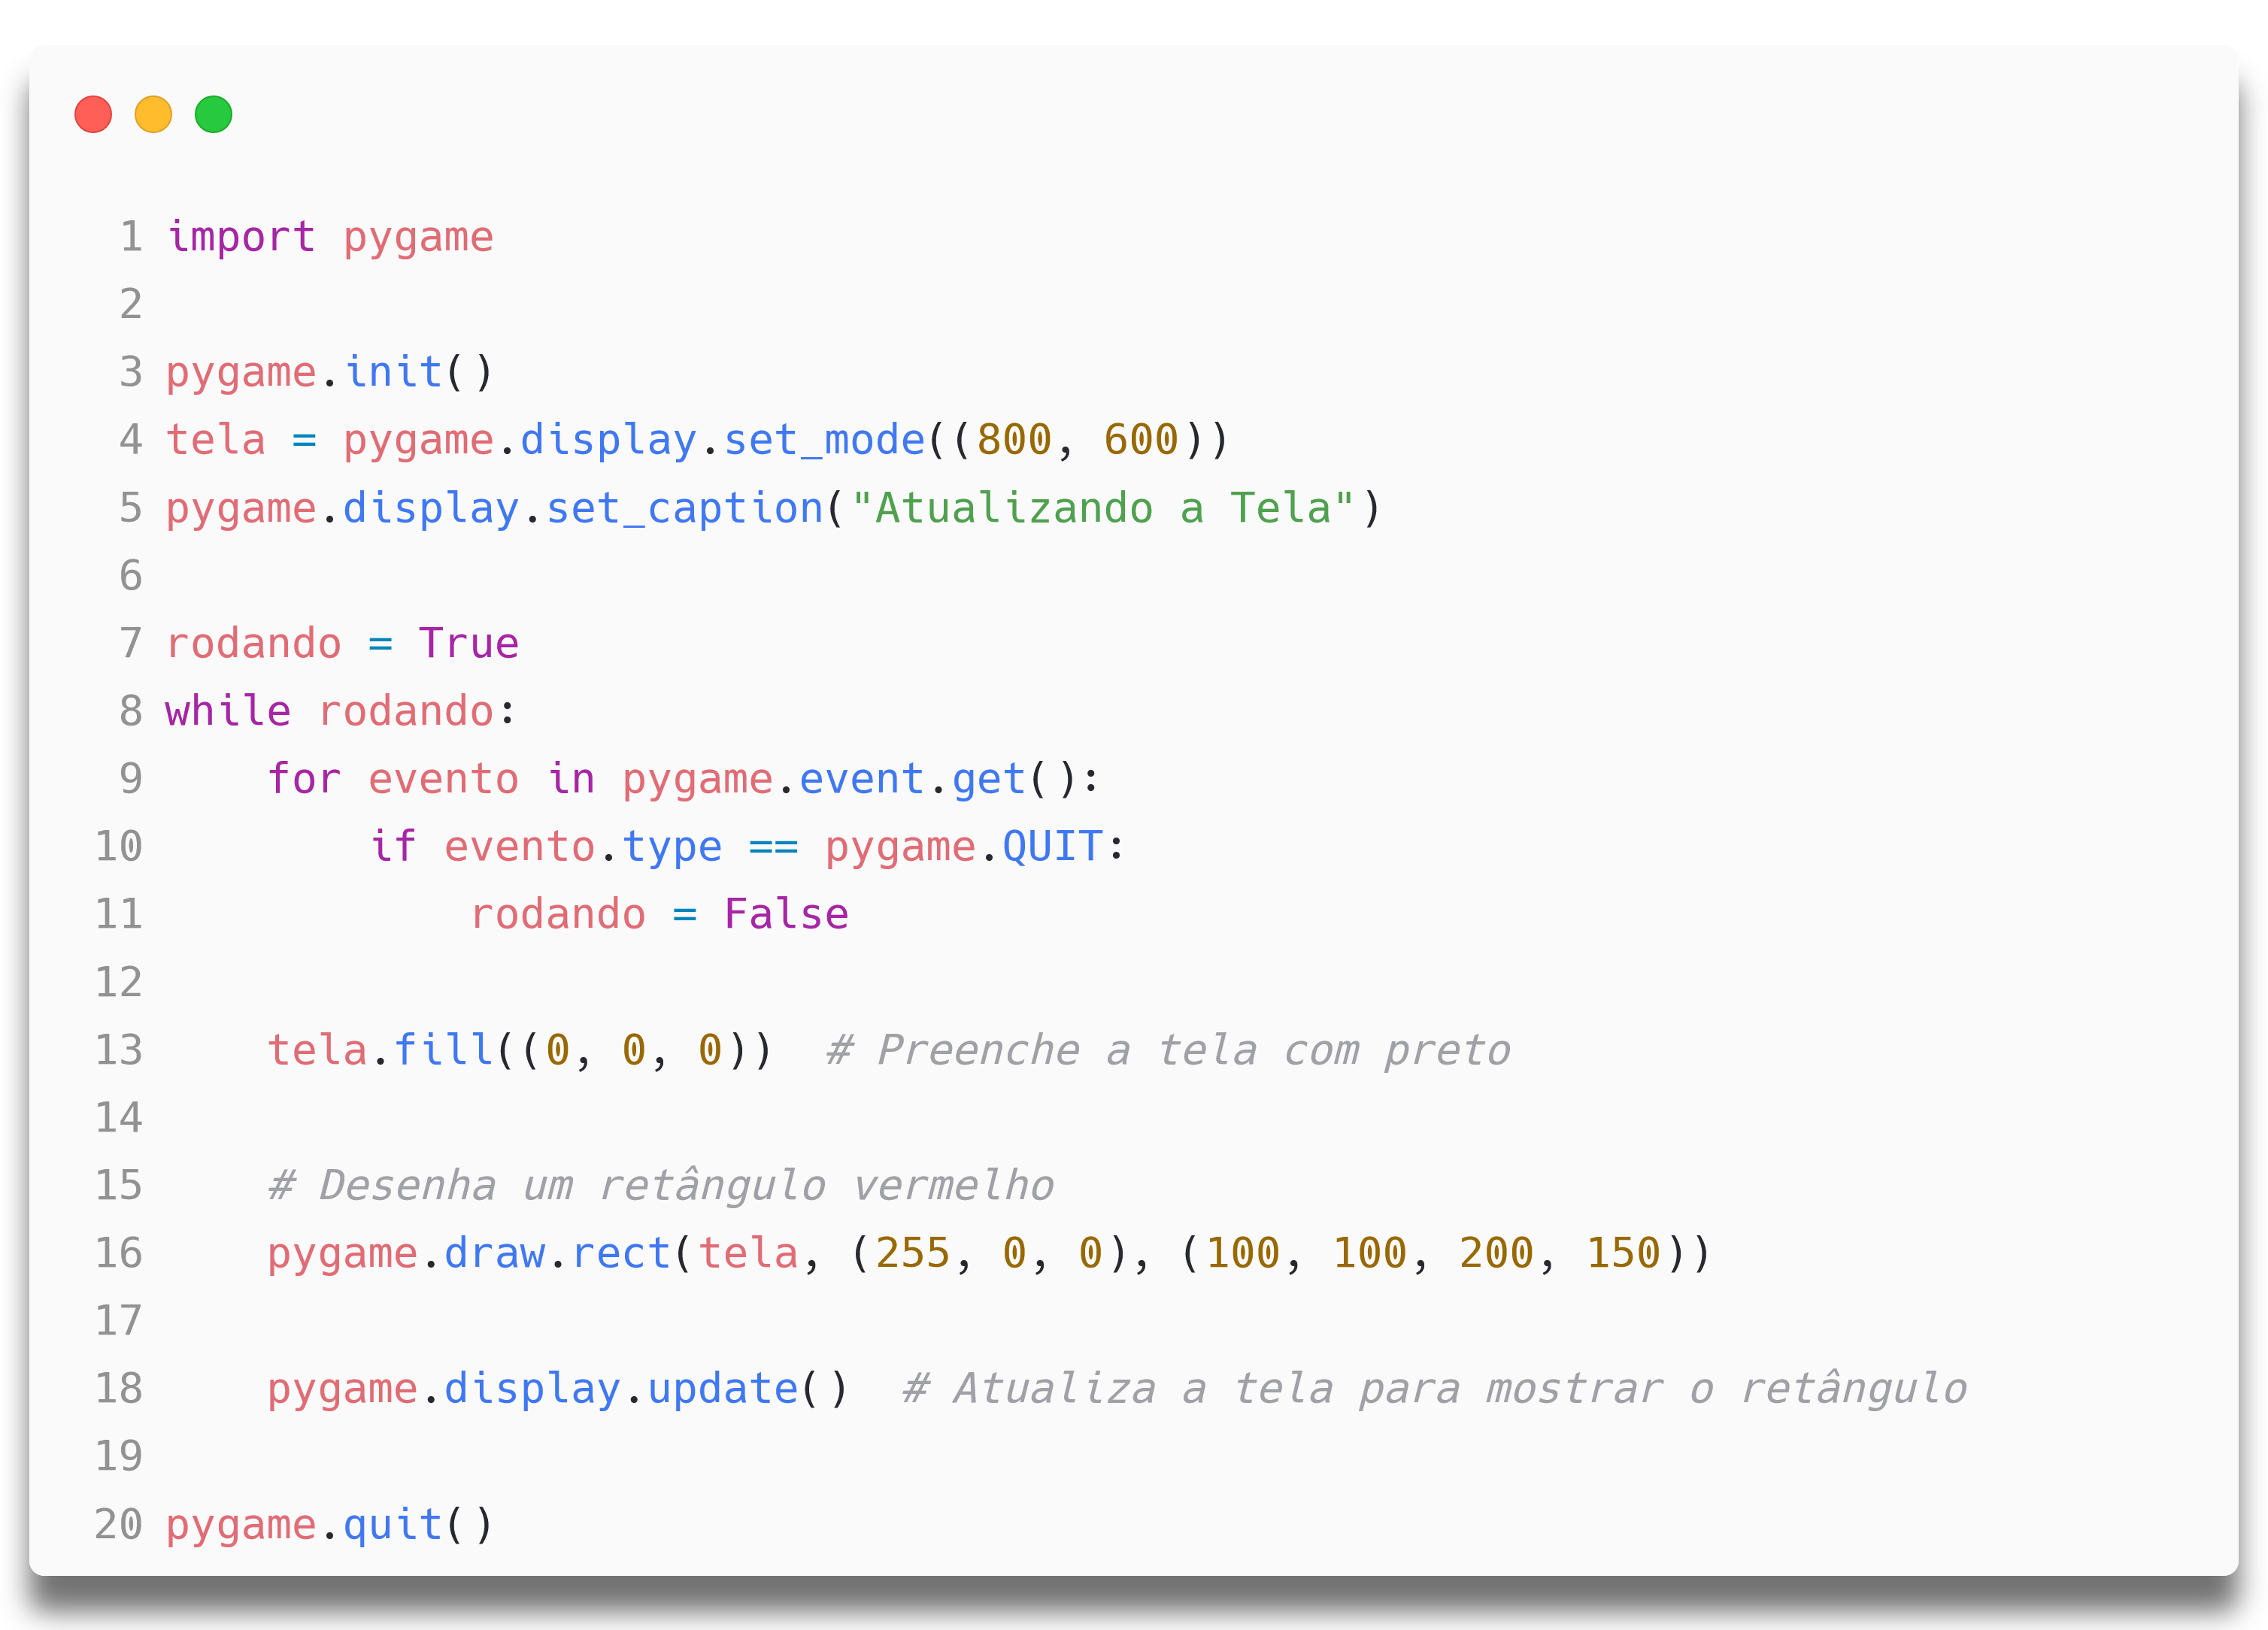 1 import pygame
2
3 pygame.init()
4 tela = pygame.display.set_mode((800, 600))
5 pygame.display.set_caption("Atualizando a Tela")
6
7 rodando = True
8 while rodando:
9     for evento in pygame.event.get():
10         if evento.type == pygame.QUIT:
11             rodando = False
12
13     tela.fill((0, 0, 0))  # Preenche a tela com preto
14
15     # Desenha um retângulo vermelho
16     pygame.draw.rect(tela, (255, 0, 0), (100, 100, 200, 150))
17
18     pygame.display.update()  # Atualiza a tela para mostrar o retângulo
19
20 pygame.quit()